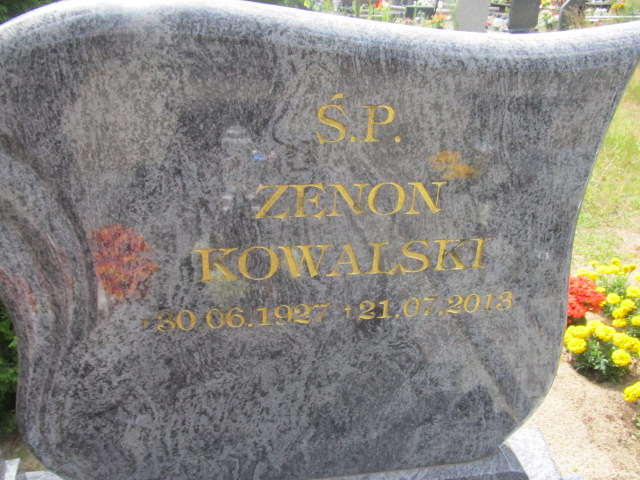 Ś.P.
ZENON
KOWALSKI
*30.06.1927 †21.07.2013